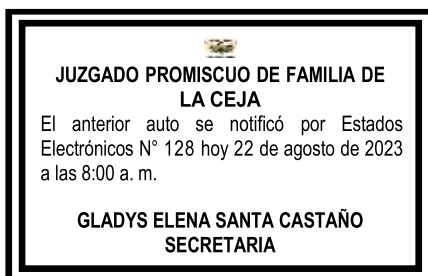 JUZGADO PROMISCUO DE FAMILIA DE
LA CEJA
El anterior auto se notificó por Estados
Electrónicos N° 128 hoy 22 de agosto de 2023
a las 8:00 a. m.
GLADYS ELENA SANTA CASTAÑO
SECRETARIA